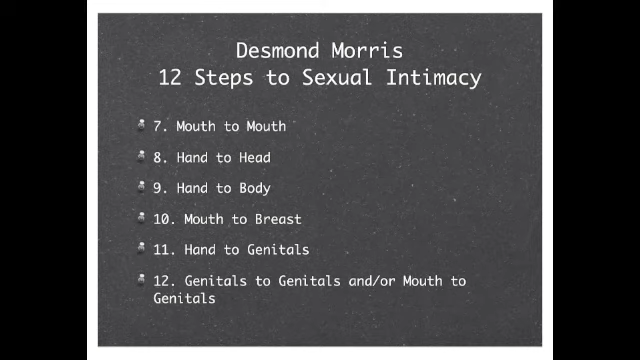 Desmond Morris
12 Steps to Sexual Intimacy
7. Mouth to Mouth
8. Hand to Head
9. Hand to Body
10. Mouth to Breast
11. Hand to Genitals
12. Genitals to Genitals and/or Mouth to
Genitals